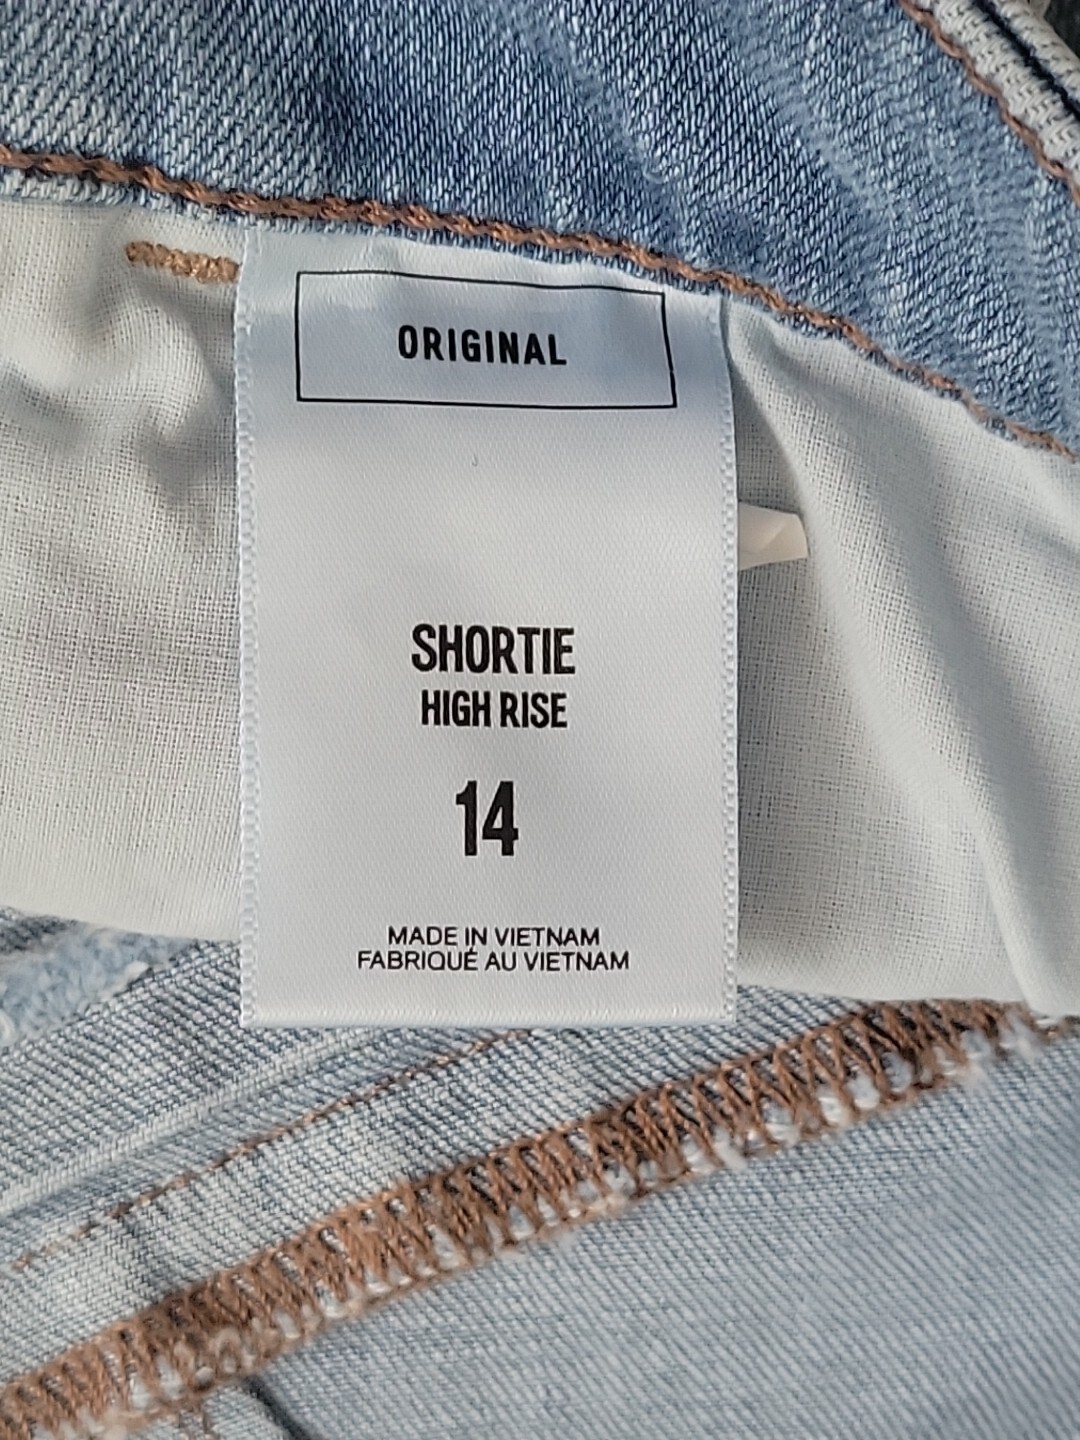 ORIGINAL
SHORTIE
HIGH RISE
14
MADE IN VIETNAM
FABRIQUÉ AU VIETNAM